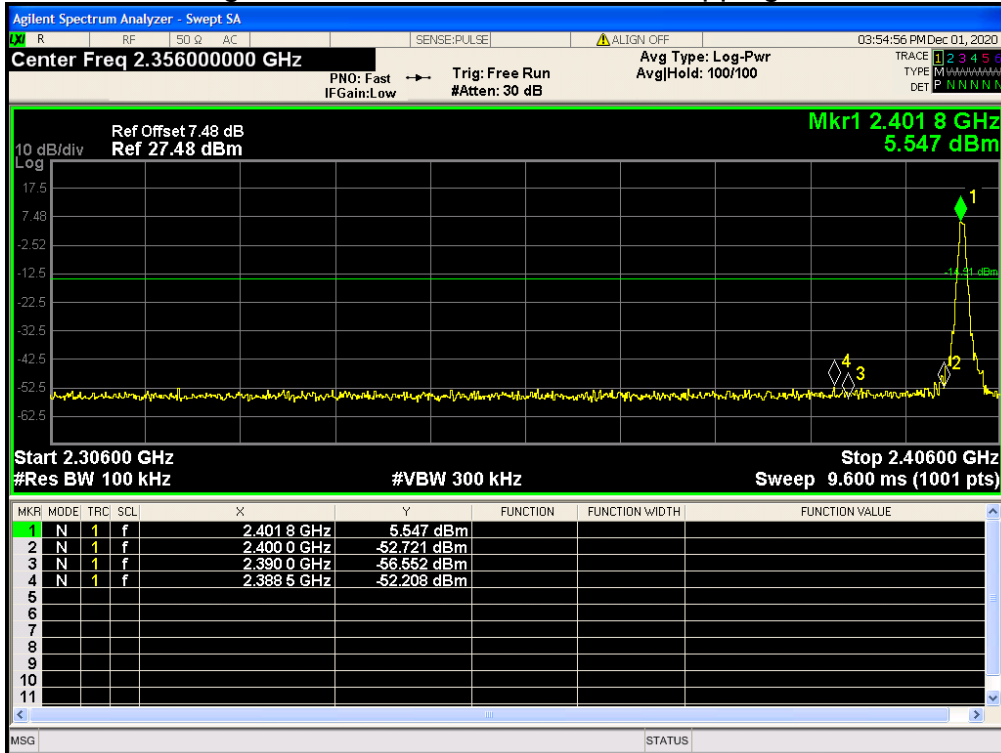 Agilent Spectrum Analyzer - Swept SA
LXI R RF 50 Ω AC SENSE:PULSE ALIGN OFF 03:54:56 PM Dec 01, 2020
Center Freq 2.356000000 GHz
PNO: Fast
IFGain:Low
Trig: Free Run
#Atten: 30 dB
Avg Type: Log-Pwr
Avg|Hold: 100/100
TRACE 1 2 3 4 5 6
TYPE M
DET P N N N N N
Ref Offset 7.48 dB
10 dB/div Ref 27.48 dBm
Log
Mkr1 2.401 8 GHz
5.547 dBm
17.5
7.48
-2.52
-12.5
-22.5
-32.5
-42.5
-52.5
-62.5
1
dBm
4
3
2
Start 2.30600 GHz Stop 2.40600 GHz
#Res BW 100 kHz #VBW 300 kHz Sweep 9.600 ms (1001 pts)
MKR MODE TRC SCL X Y FUNCTION FUNCTION WIDTH FUNCTION VALUE
1 N 1 f 2.401 8 GHz 5.547 dBm
2 N 1 f 2.400 0 GHz -52.721 dBm
3 N 1 f 2.390 0 GHz -56.552 dBm
4 N 1 f 2.388 5 GHz -52.208 dBm
5
6
7
8
9
10
11
MSG STATUS